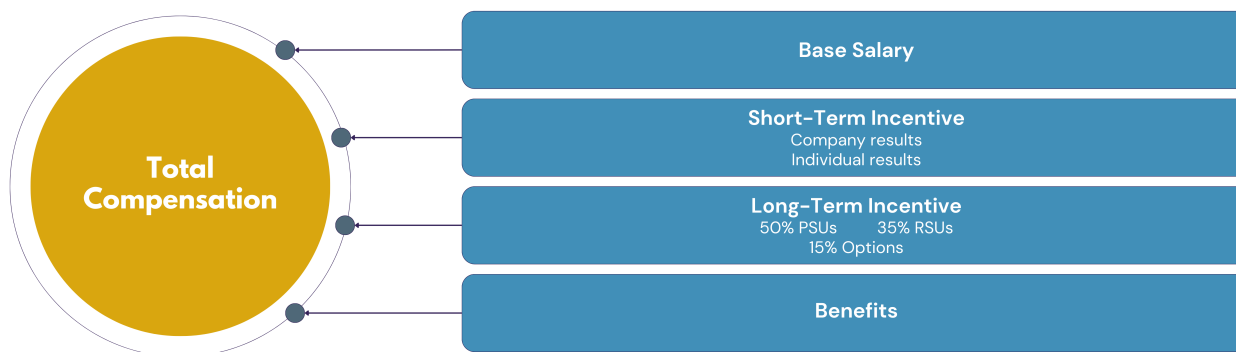 Total
Compensation
Base Salary
Short-Term Incentive
Company results
Individual results
Long-Term Incentive
50% PSUs 35% RSUs
15% Options
Benefits